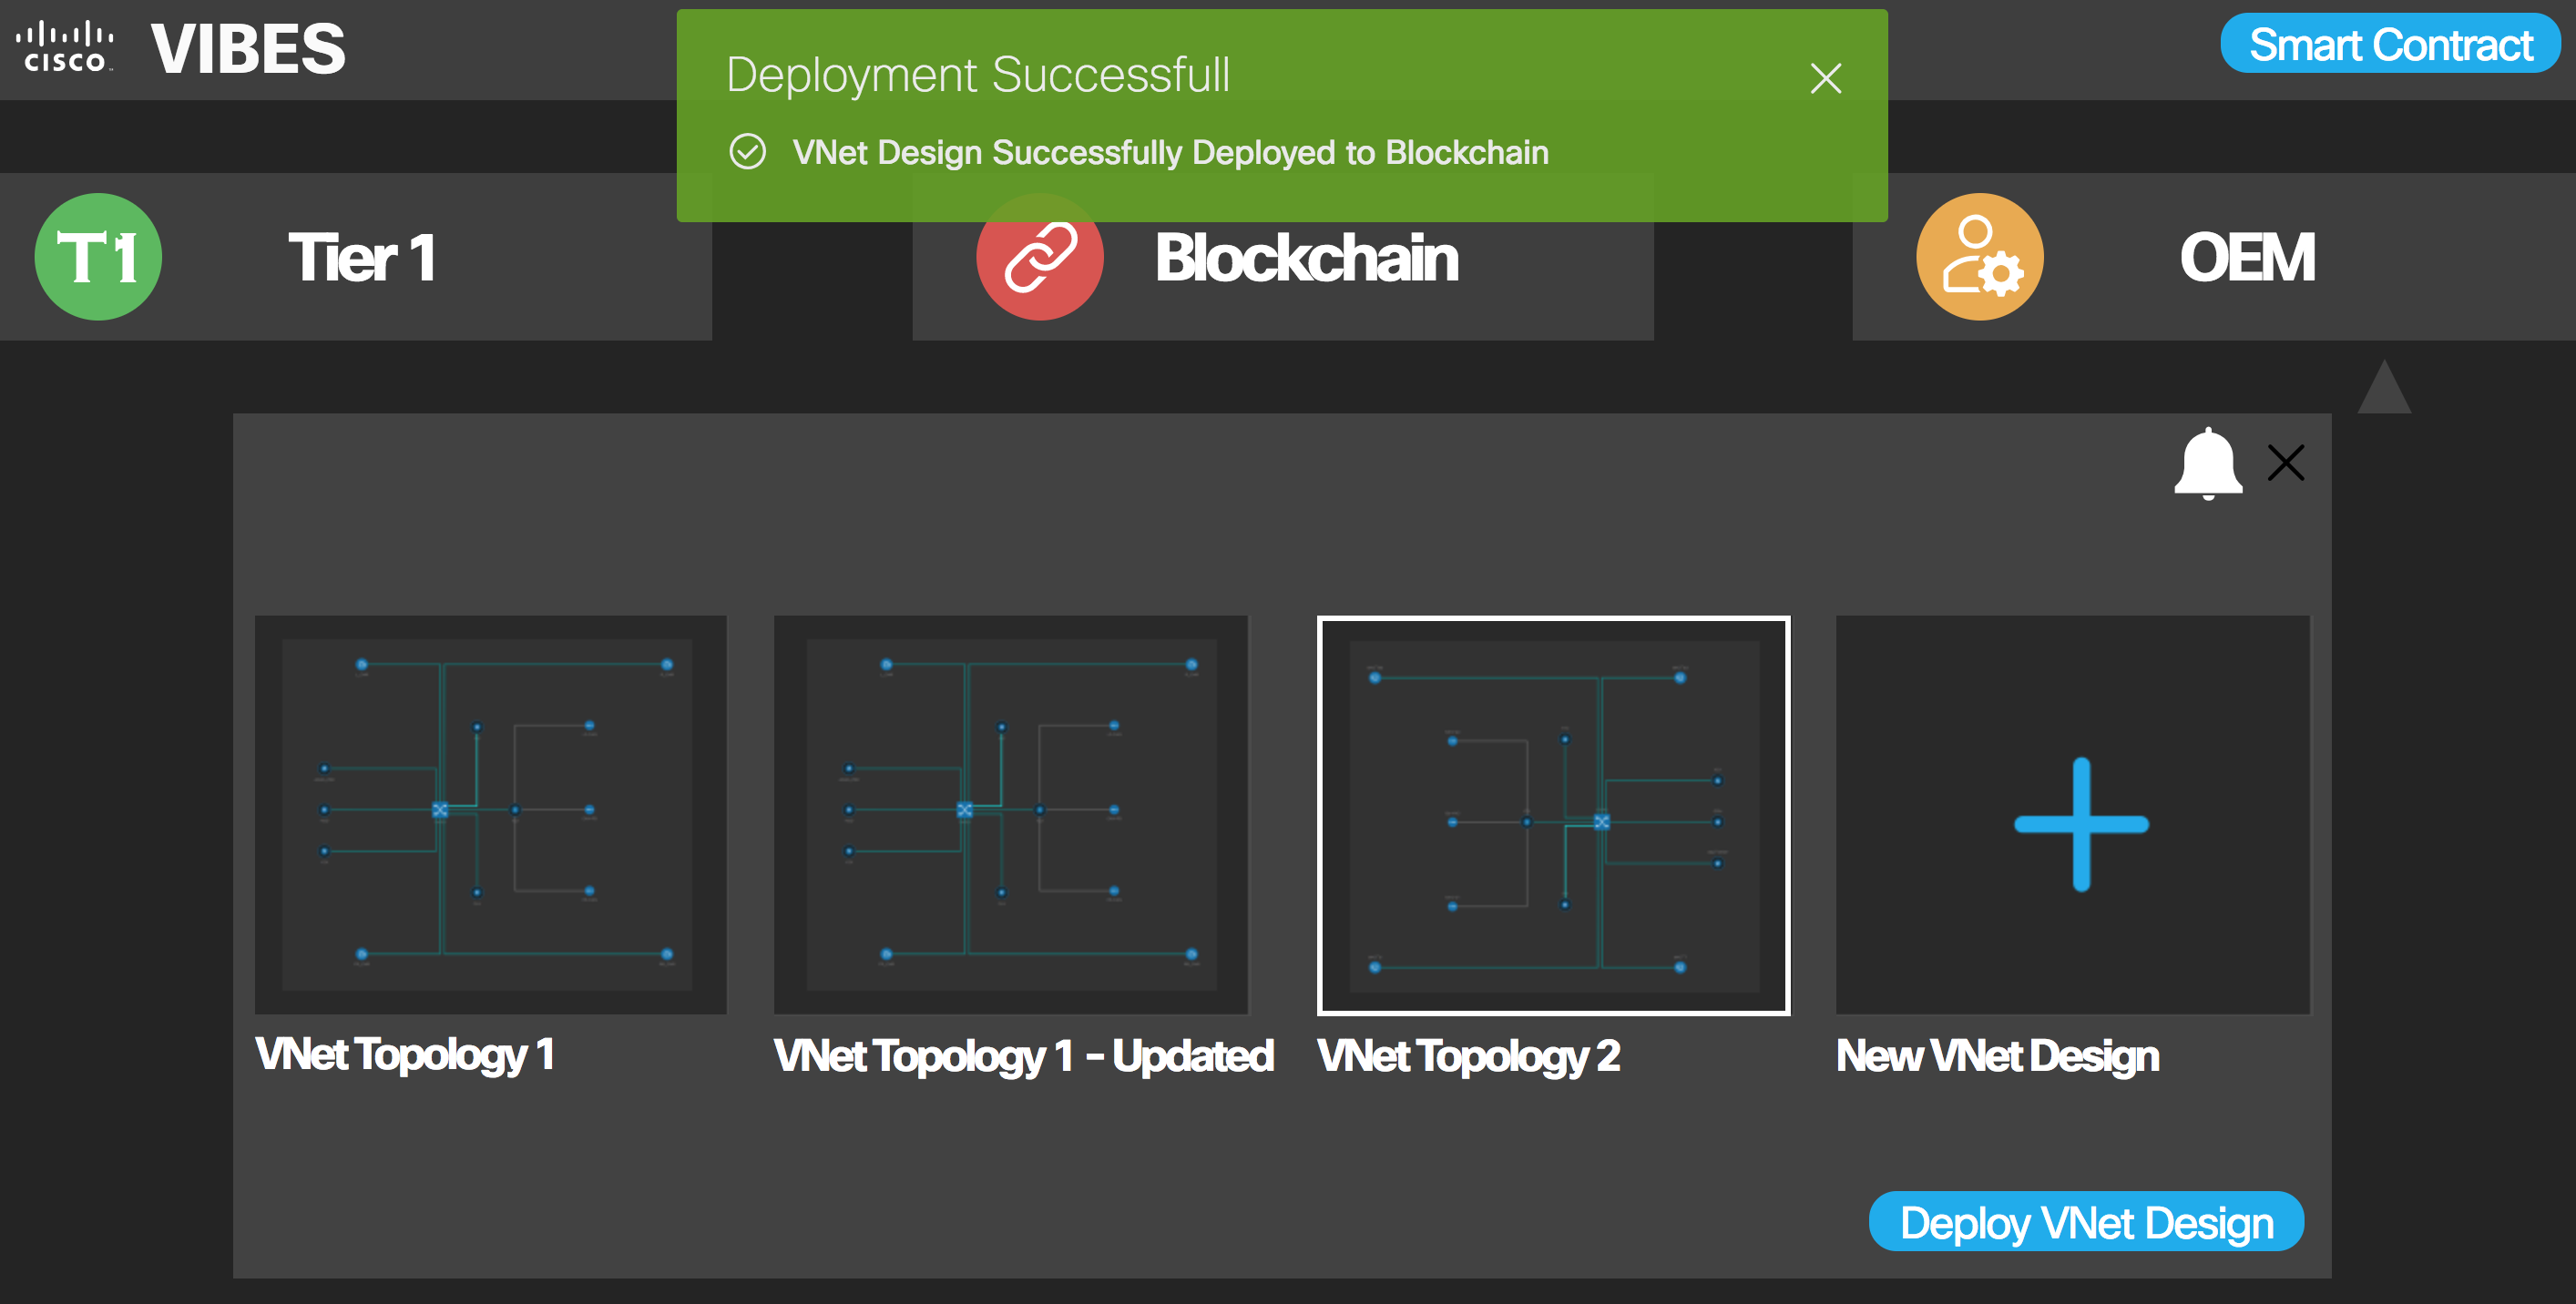 CISCO
VIBES
Smart Contract
Deployment Successfull
VNet Design Successfully Deployed to Blockchain
T1
Tier 1
Blockchain
OEM
VNet Topology 1
VNet Topology 1 - Updated
VNet Topology 2
New VNet Design
Deploy VNet Design